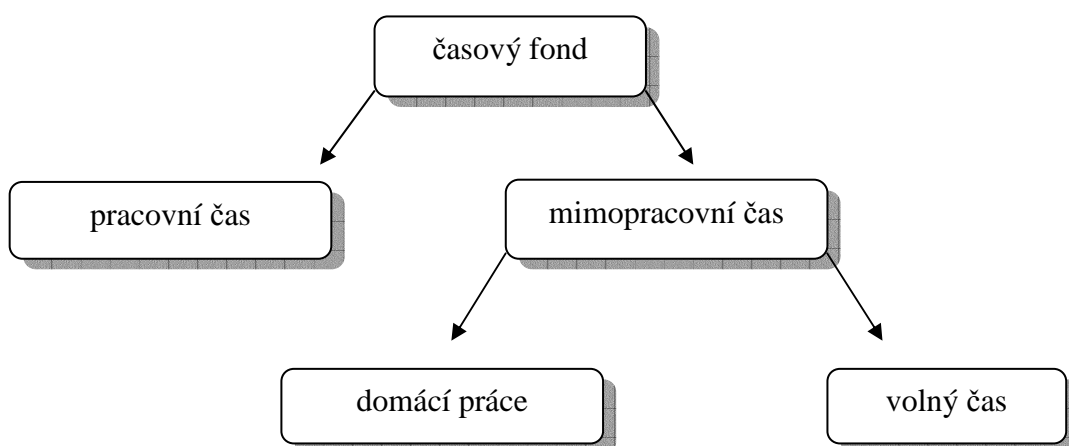 časový fond
pracovní čas
mimopracovní čas
domácí práce
volný čas